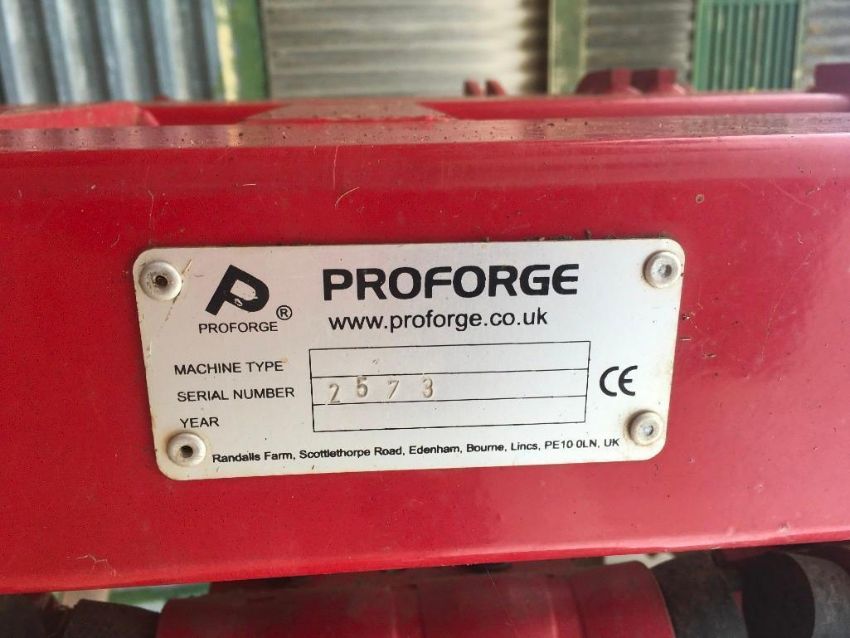 PROFORGE
PROFORGE ®
www.proforge.co.uk
MACHINE TYPE
SERIAL NUMBER 2573
YEAR
CE
Randalls Farm, Scottlethorpe Road, Edenham, Bourne, Lincs, PE10 0LN, UK